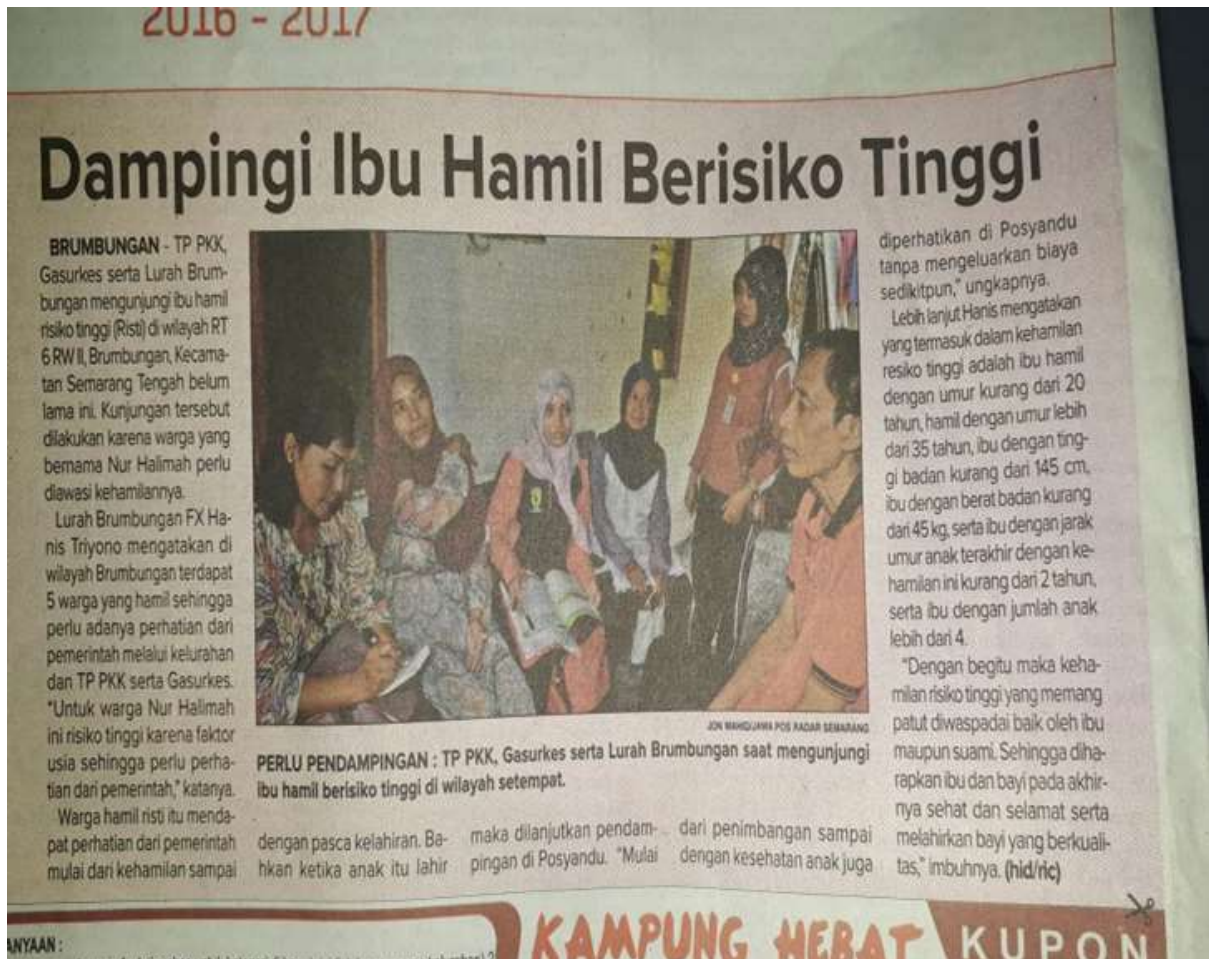 2016 - 2017
Dampingi Ibu Hamil Berisiko Tinggi
BRUMBUNGAN - TP PKK,
Gasurkes serta Lurah Brum-
bungan mengunjungi ibu hamil
risiko tinggi (Risti) di wilayah RT
6 RW II, Brumbungan, Kecama-
tan Semarang Tengah belum
lama ini. Kunjungan tersebut
dilakukan karena warga yang
bernama Nur Halimah perlu
diawasi kehamilannya.
Lurah Brumbungan FX Ha-
nis Triyono mengatakan di
wilayah Brumbungan terdapat
5 warga yang hamil sehingga
perlu adanya perhatian dari
pemerintah melalui kelurahan
dan TP PKK serta Gasurkes.
"Untuk warga Nur Halimah
ini risiko tinggi karena faktor
usia sehingga perlu perha-
tian dari pemerintah," katanya.
Warga hamil risti itu menda-
pat perhatian dari pemerintah
mulai dari kehamilan sampai
JON WAHID/JAWA POS RADAR SEMARANG
PERLU PENDAMPINGAN : TP PKK, Gasurkes serta Lurah Brumbungan saat mengunjungi
ibu hamil berisiko tinggi di wilayah setempat.
dengan pasca kelahiran. Ba-
hkan ketika anak itu lahir
maka dilanjutkan pendam-
pingan di Posyandu. "Mulai
dari penimbangan sampai
dengan kesehatan anak juga
diperhatikan di Posyandu
tanpa mengeluarkan biaya
sedikitpun," ungkapnya.
Lebih lanjut Hanis mengatakan
yang termasuk dalam kehamilan
resiko tinggi adalah ibu hamil
dengan umur kurang dari 20
tahun, hamil dengan umur lebih
dari 35 tahun, ibu dengan ting-
gi badan kurang dari 145 cm,
ibu dengan berat badan kurang
dari 45 kg, serta ibu dengan jarak
umur anak terakhir dengan ke-
hamilan ini kurang dari 2 tahun,
serta ibu dengan jumlah anak
lebih dari 4.
"Dengan begitu maka keha-
milan risiko tinggi yang memang
patut diwaspadai baik oleh ibu
maupun suami. Sehingga diha-
rapkan ibu dan bayi pada akhir-
nya sehat dan selamat serta
melahirkan bayi yang berkuali-
tas," imbuhnya. (hid/ric)
ANYAAN :
KAMPUNG HEBAT
KUPON